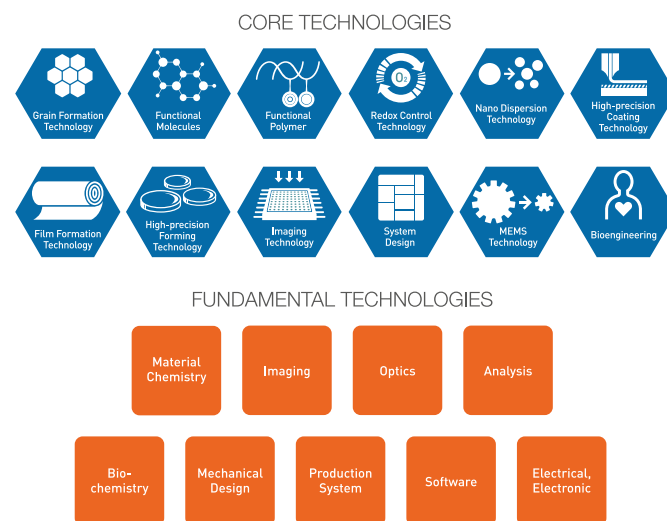 CORE TECHNOLOGIES
Grain Formation
Technology
Functional
Molecules
Functional
Polymer
O2
Redox Control
Technology
Nano Dispersion
Technology
High-precision
Coating
Technology
Film Formation
Technology
High-precision
Forming
Technology
Imaging
Technology
System
Design
MEMS
Technology
Bioengineering
FUNDAMENTAL TECHNOLOGIES
Material
Chemistry
Imaging
Optics
Analysis
Bio-
chemistry
Mechanical
Design
Production
System
Software
Electrical,
Electronic